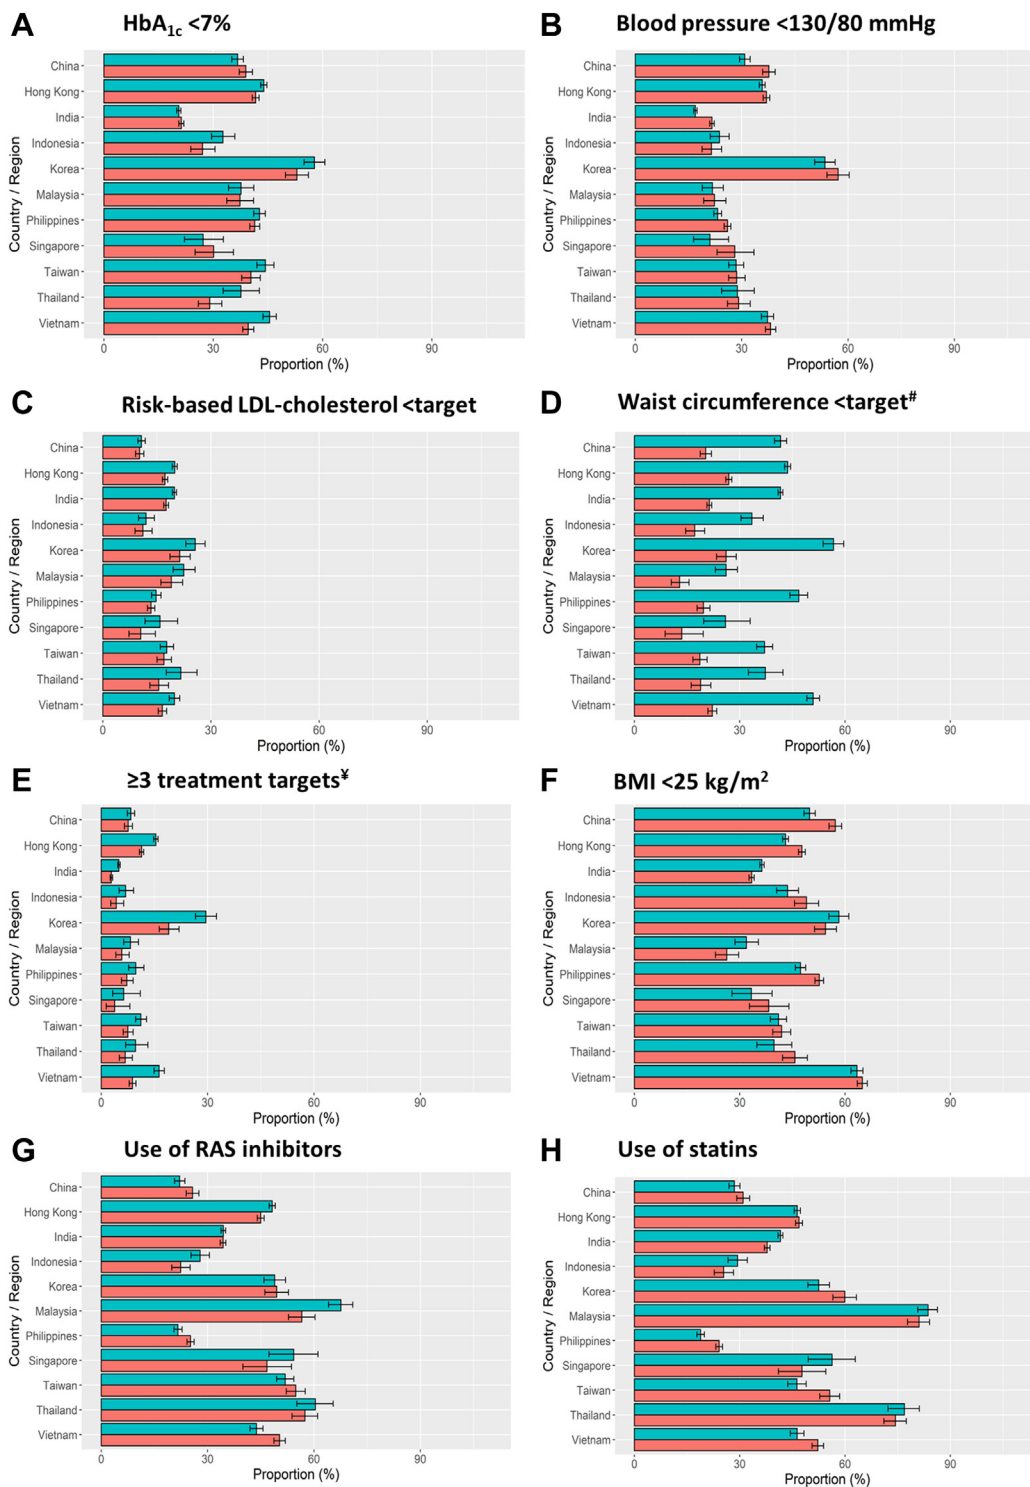 A HbA1c <7%
China
Hong Kong
India
Indonesia
Korea
Malaysia
Philippines
Singapore
Taiwan
Thailand
Vietnam
Country / Region
0 30 60 90
Proportion (%)
B Blood pressure <130/80 mmHg
China
Hong Kong
India
Indonesia
Korea
Malaysia
Philippines
Singapore
Taiwan
Thailand
Vietnam
Country / Region
0 30 60 90
Proportion (%)
C Risk-based LDL-cholesterol <target
China
Hong Kong
India
Indonesia
Korea
Malaysia
Philippines
Singapore
Taiwan
Thailand
Vietnam
Country / Region
0 30 60 90
Proportion (%)
D Waist circumference <target#
China
Hong Kong
India
Indonesia
Korea
Malaysia
Philippines
Singapore
Taiwan
Thailand
Vietnam
Country / Region
0 30 60 90
Proportion (%)
E ≥3 treatment targets¥
China
Hong Kong
India
Indonesia
Korea
Malaysia
Philippines
Singapore
Taiwan
Thailand
Vietnam
Country / Region
0 30 60 90
Proportion (%)
F BMI <25 kg/m²
China
Hong Kong
India
Indonesia
Korea
Malaysia
Philippines
Singapore
Taiwan
Thailand
Vietnam
Country / Region
0 30 60 90
Proportion (%)
G Use of RAS inhibitors
China
Hong Kong
India
Indonesia
Korea
Malaysia
Philippines
Singapore
Taiwan
Thailand
Vietnam
Country / Region
0 30 60 90
Proportion (%)
H Use of statins
China
Hong Kong
India
Indonesia
Korea
Malaysia
Philippines
Singapore
Taiwan
Thailand
Vietnam
Country / Region
0 30 60 90
Proportion (%)